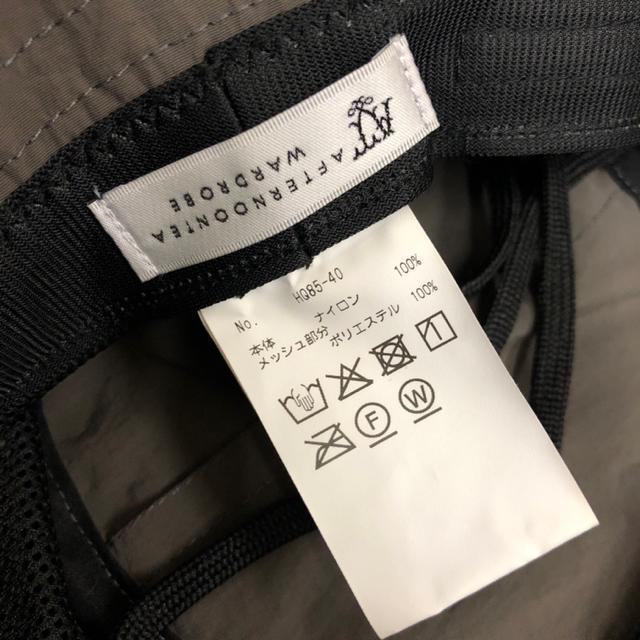 AFTERNOONTEA
WARDROBE
No. HG85-40
本体 ナイロン 100%
メッシュ部分 ポリエステル 100%
F W